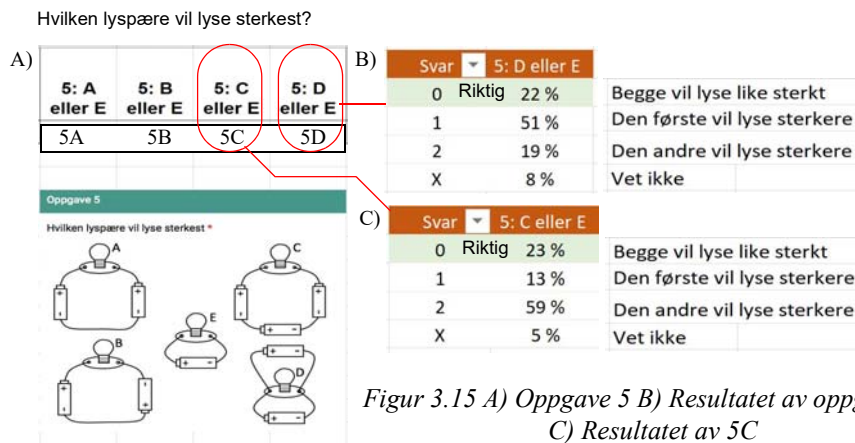 Hvilken lyspære vil lyse sterkest?
A)
5: A eller E 5: B eller E 5: C eller E 5: D eller E
5A 5B 5C 5D
Oppgave 5
Hvilken lyspære vil lyse sterkest *
A
C
E
B
D
B)
Svar 5: D eller E
0 Riktig 22 % Begge vil lyse like sterkt
1 51 % Den første vil lyse sterkere
2 19 % Den andre vil lyse sterkere
X 8 % Vet ikke
C)
Svar 5: C eller E
0 Riktig 23 % Begge vil lyse like sterkt
1 13 % Den første vil lyse sterkere
2 59 % Den andre vil lyse sterkere
X 5 % Vet ikke
Figur 3.15 A) Oppgave 5 B) Resultatet av oppg
C) Resultatet av 5C